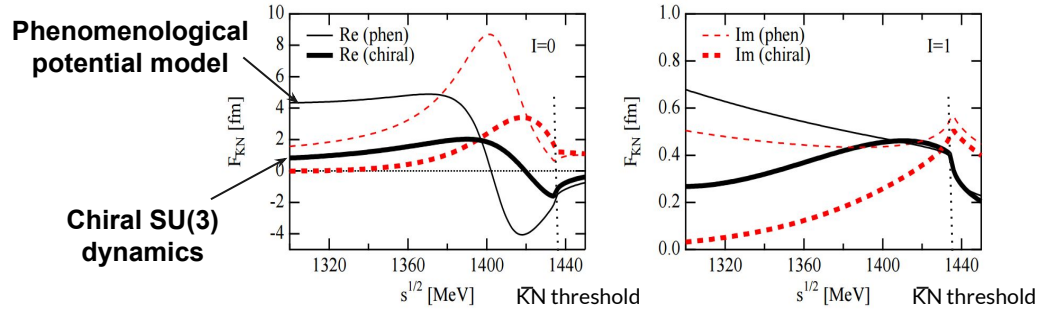 Phenomenological
potential model
Chiral SU(3)
dynamics
10
8
6
4
2
0
-2
-4
F_K̅N [fm]
Re (phen)
Re (chiral)
Im (phen)
Im (chiral)
I=0
1320
1360
1400
1440
s^1/2 [MeV]
K̅N threshold
1.0
0.8
0.6
0.4
0.2
0.0
F_K̅N [fm]
Im (phen)
Im (chiral)
I=1
1320
1360
1400
1440
s^1/2 [MeV]
K̅N threshold